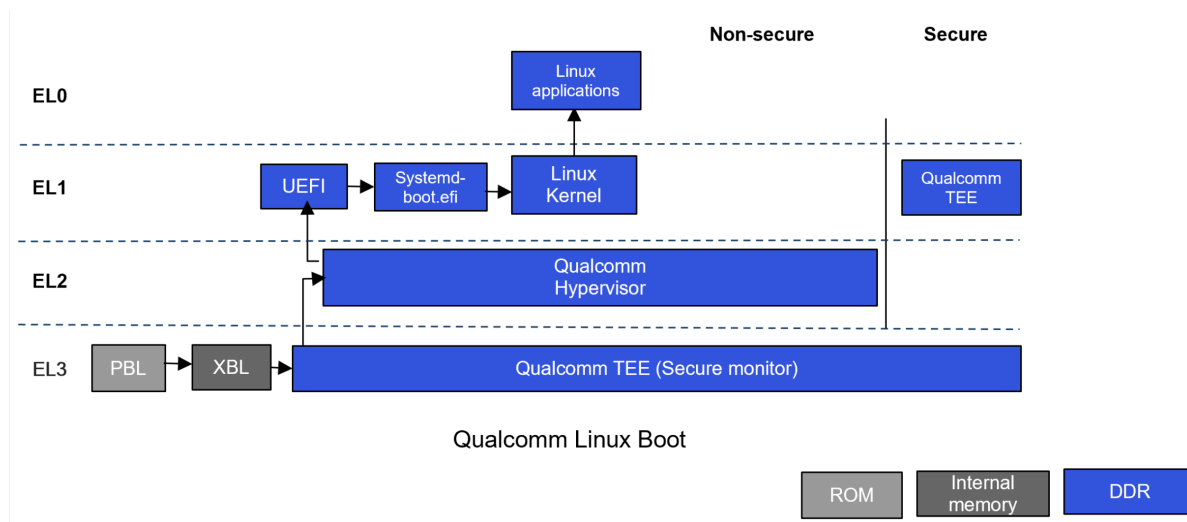 Non-secure
Secure
EL0
Linux
applications
EL1
UEFI
Systemd-
boot.efi
Linux
Kernel
Qualcomm
TEE
EL2
Qualcomm
Hypervisor
EL3
PBL
XBL
Qualcomm TEE (Secure monitor)
Qualcomm Linux Boot
ROM
Internal
memory
DDR